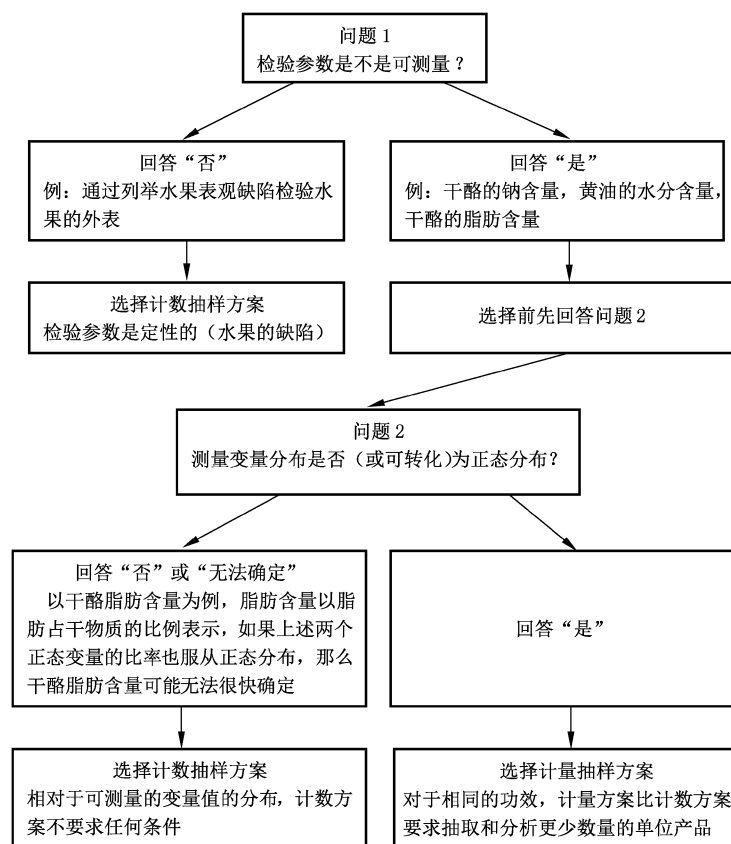 问题1
检验参数是不是可测量？
回答“否”
例：通过列举水果表观缺陷检验水
果的外表
回答“是”
例：干酪的钠含量，黄油的水分含量，
干酪的脂肪含量
选择计数抽样方案
检验参数是定性的（水果的缺陷）
选择前先回答问题2
问题2
测量变量分布是否（或可转化）为正态分布？
回答“否”或“无法确定”
以干酪脂肪含量为例，脂肪含量以脂
肪占干物质的比例表示，如果上述两个
正态变量的比率也服从正态分布，那么
干酪脂肪含量可能无法很快确定
回答“是”
选择计数抽样方案
相对于可测量的变量值的分布，计数方
案不要求任何条件
选择计量抽样方案
对于相同的功效，计量方案比计数方案
要求抽取和分析更少数量的单位产品